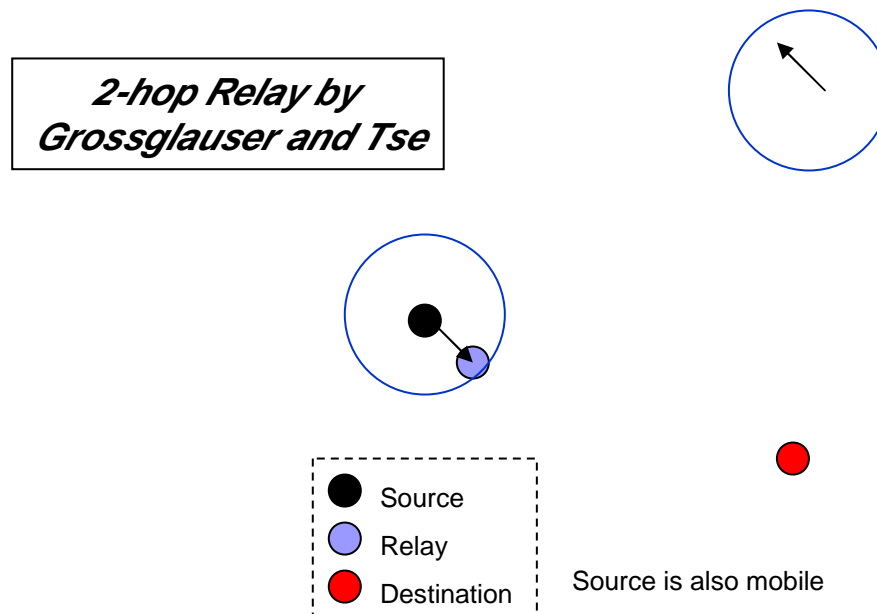 2-hop Relay by
Grossglauser and Tse
Source
Relay
Destination
Source is also mobile